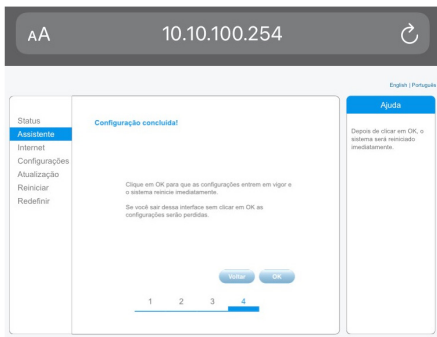 AA 10.10.100.254
English | Português
Status
Assistente
Internet
Configurações
Atualização
Reiniciar
Redefinir
Configuração concluída!
Clique em OK para que as configurações entrem em vigor e
o sistema reinicie imediatamente.
Se você sair dessa interface sem clicar em OK as
configurações serão perdidas.
Voltar OK
1 2 3 4
Ajuda
Depois de clicar em OK, o
sistema será reiniciado
imediatamente.